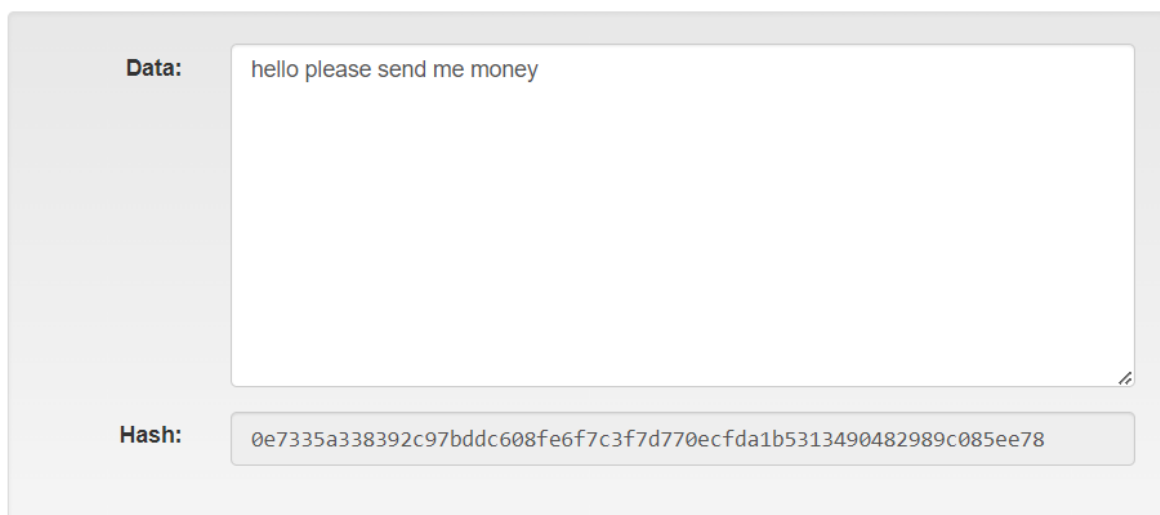 Data:
hello please send me money
Hash:
0e7335a338392c97bddc608fe6f7c3f7d770ecfda1b5313490482989c085ee78